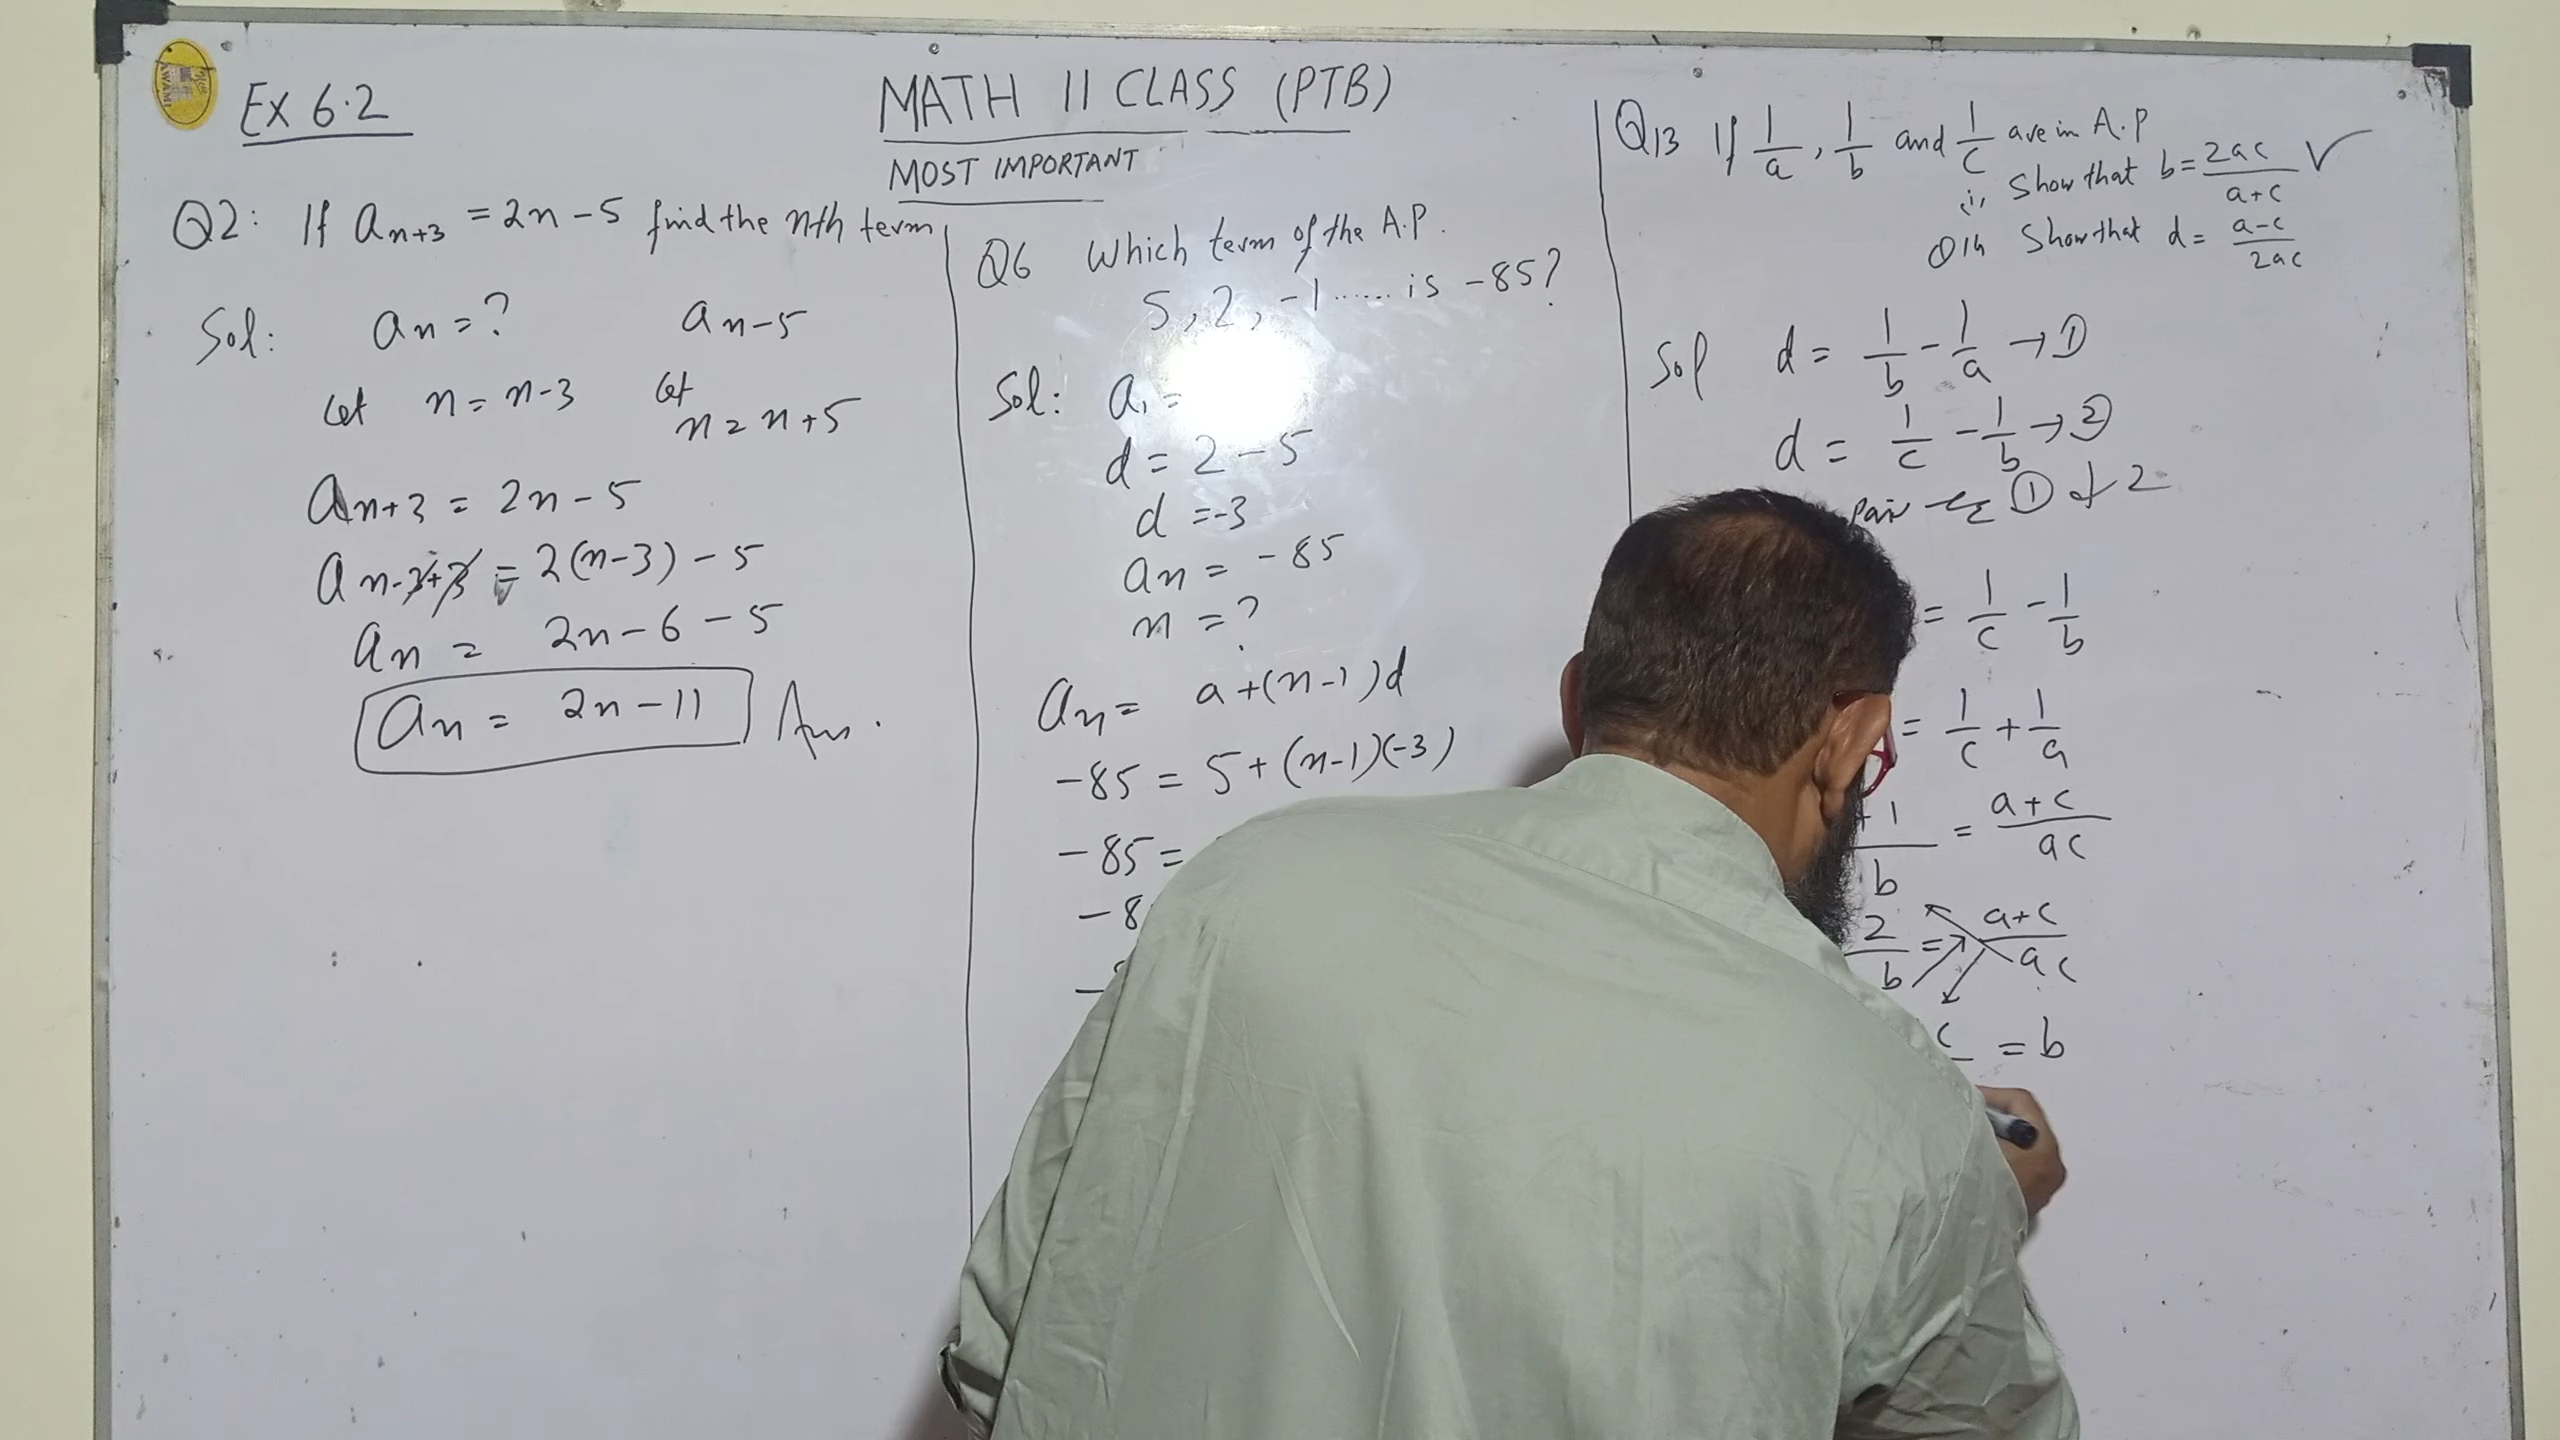 AWAMI
Ex 6.2
MATH 11 CLASS (PTB)
MOST IMPORTANT
Q2: If a_{n+3} = 2n - 5 find the nth term
Sol: a_n = ? a_{n-5}
Let n = n-3 Let n = n+5
a_{n+3} = 2n - 5
a_{n-3+3} = 2(n-3) - 5
a_n = 2n - 6 - 5
a_n = 2n - 11 Ans.
Q6 Which term of the A.P.
5, 2, -1 ...... is -85?
Sol: a_1 =
d = 2 - 5
d = -3
a_n = -85
n = ?
a_n = a + (n-1)d
-85 = 5 + (n-1)(-3)
-85 =
-8
-
Q13 If 1/a, 1/b and 1/c are in A.P
(i) Show that b = 2ac/a+c ✓
Q14 Show that d = a-c/2ac
Sol d = 1/b - 1/a → ①
d = 1/c - 1/b → ②
① & 2
= 1/c - 1/b
= 1/c + 1/a
+1/b = a+c/ac
2/b = a+c/ac
c = b